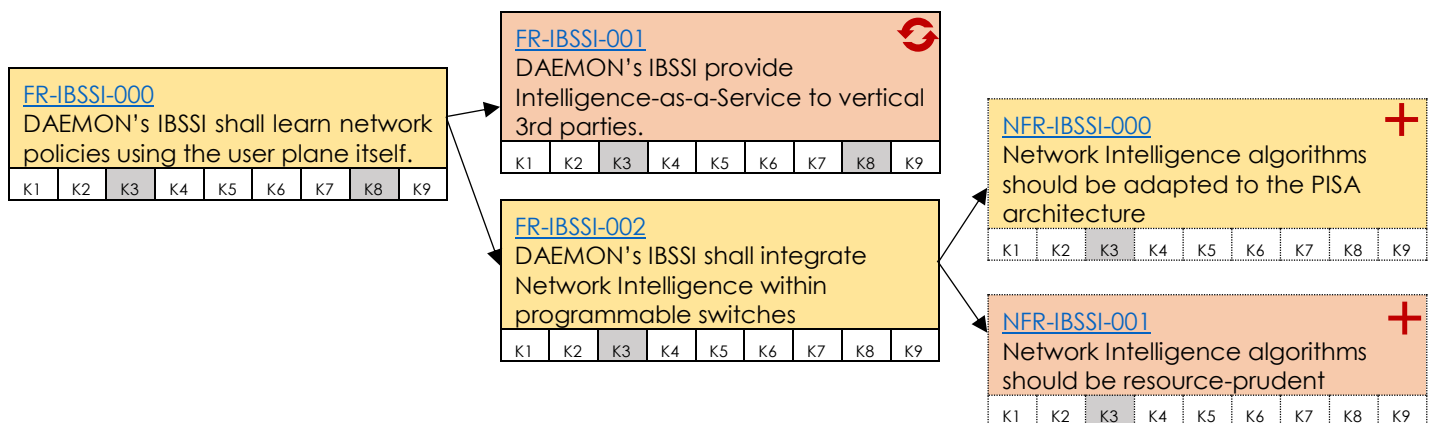 FR-IBSSI-000
DAEMON's IBSSI shall learn network
policies using the user plane itself.
K1 K2 K3 K4 K5 K6 K7 K8 K9
FR-IBSSI-001
DAEMON's IBSSI provide
Intelligence-as-a-Service to vertical
3rd parties.
K1 K2 K3 K4 K5 K6 K7 K8 K9
FR-IBSSI-002
DAEMON's IBSSI shall integrate
Network Intelligence within
programmable switches
K1 K2 K3 K4 K5 K6 K7 K8 K9
NFR-IBSSI-000
Network Intelligence algorithms
should be adapted to the PISA
architecture
K1 K2 K3 K4 K5 K6 K7 K8 K9
NFR-IBSSI-001
Network Intelligence algorithms
should be resource-prudent
K1 K2 K3 K4 K5 K6 K7 K8 K9